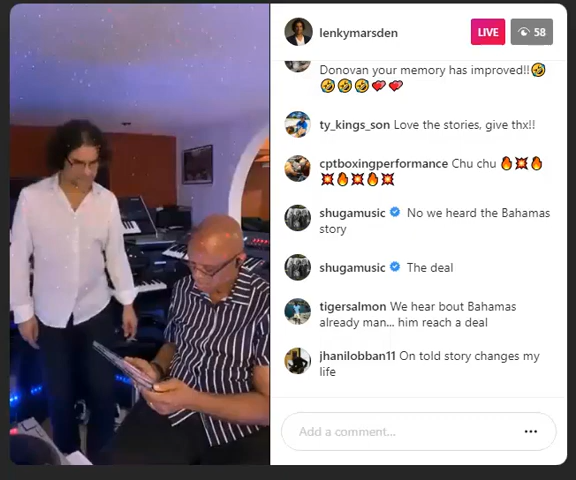 lenkymarsden
LIVE
58
Donovan your memory has improved!!🤣
🤣🤣🤣💕💕
ty_kings_son Love the stories, give thx!!
cptboxingperformance Chu chu 🔥💥🔥
💥🔥💥🔥💥
shugamusic No we heard the Bahamas
story
shugamusic The deal
tigersalmon We hear bout Bahamas
already man... him reach a deal
jhanilobban11 On told story changes my
life
Add a comment...